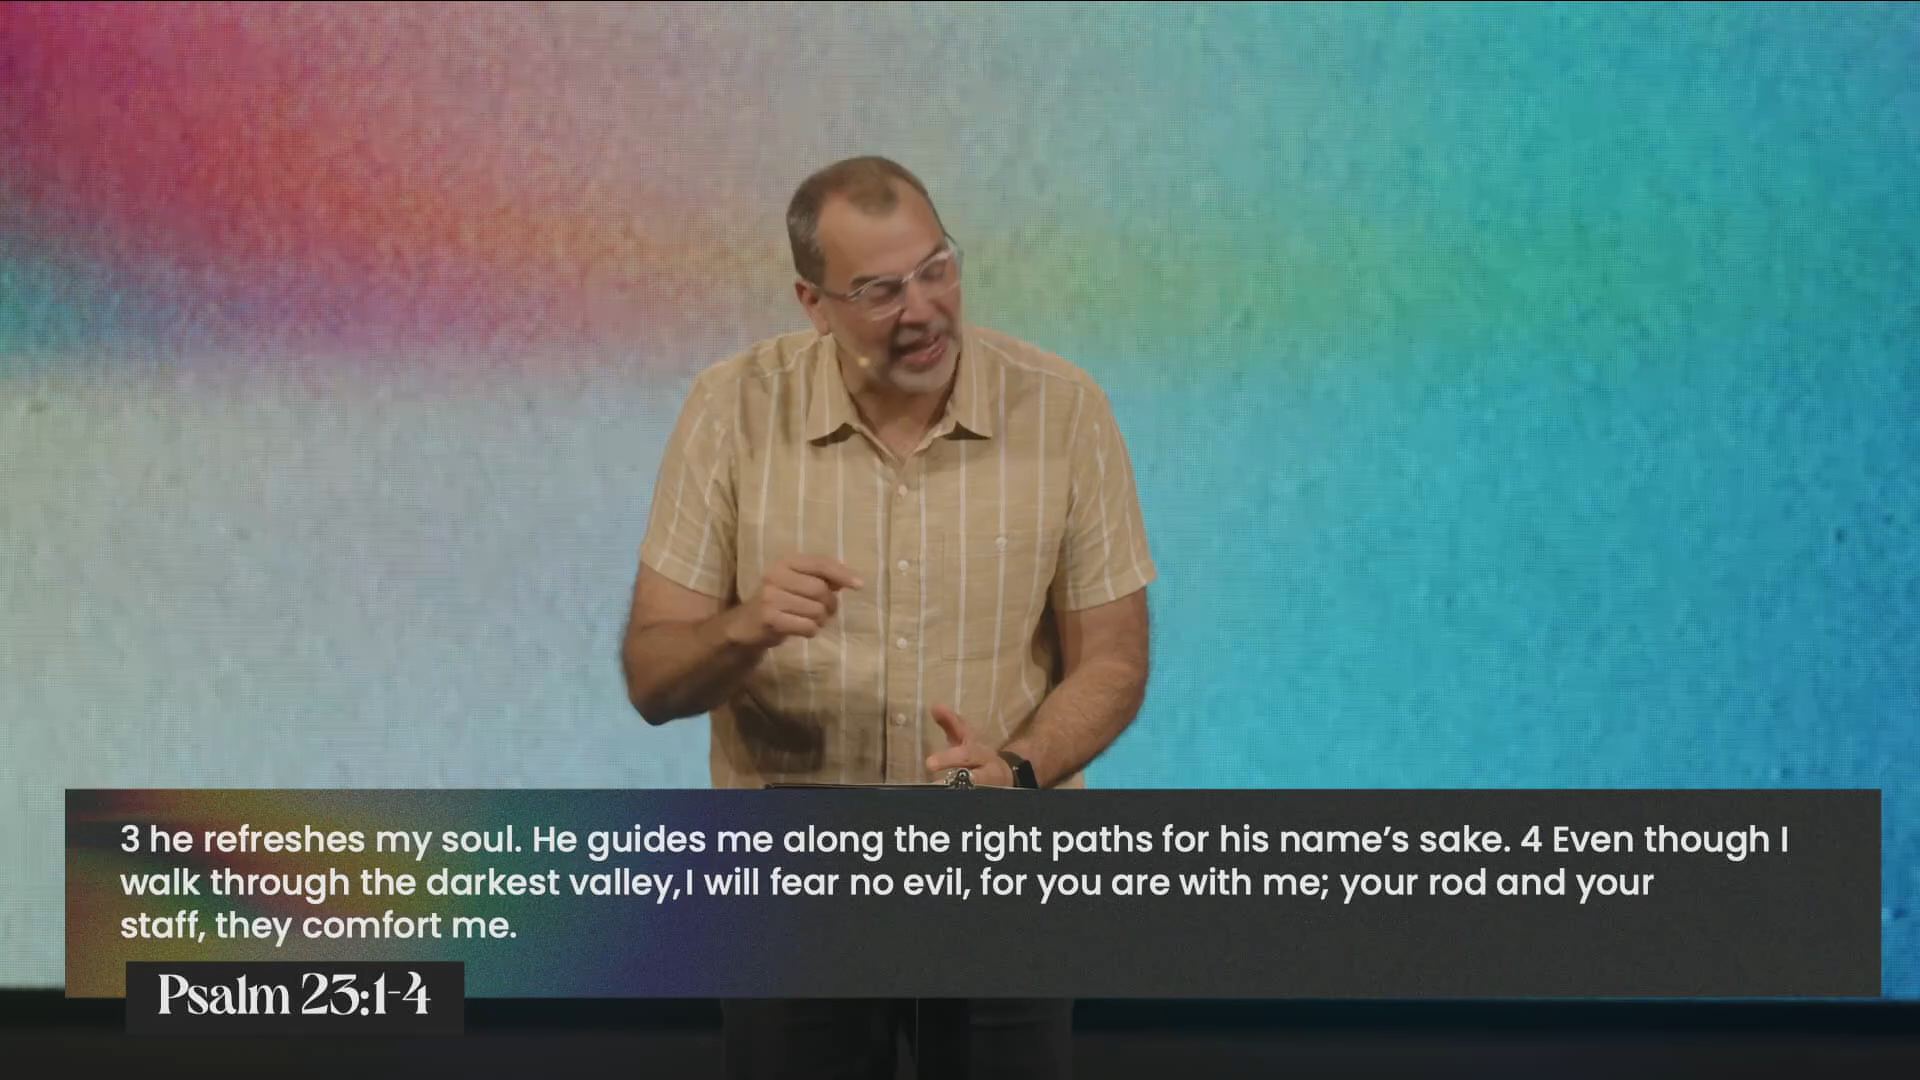 3 he refreshes my soul. He guides me along the right paths for his name’s sake. 4 Even though I
walk through the darkest valley,I will fear no evil, for you are with me; your rod and your
staff, they comfort me.
Psalm 23:1-4